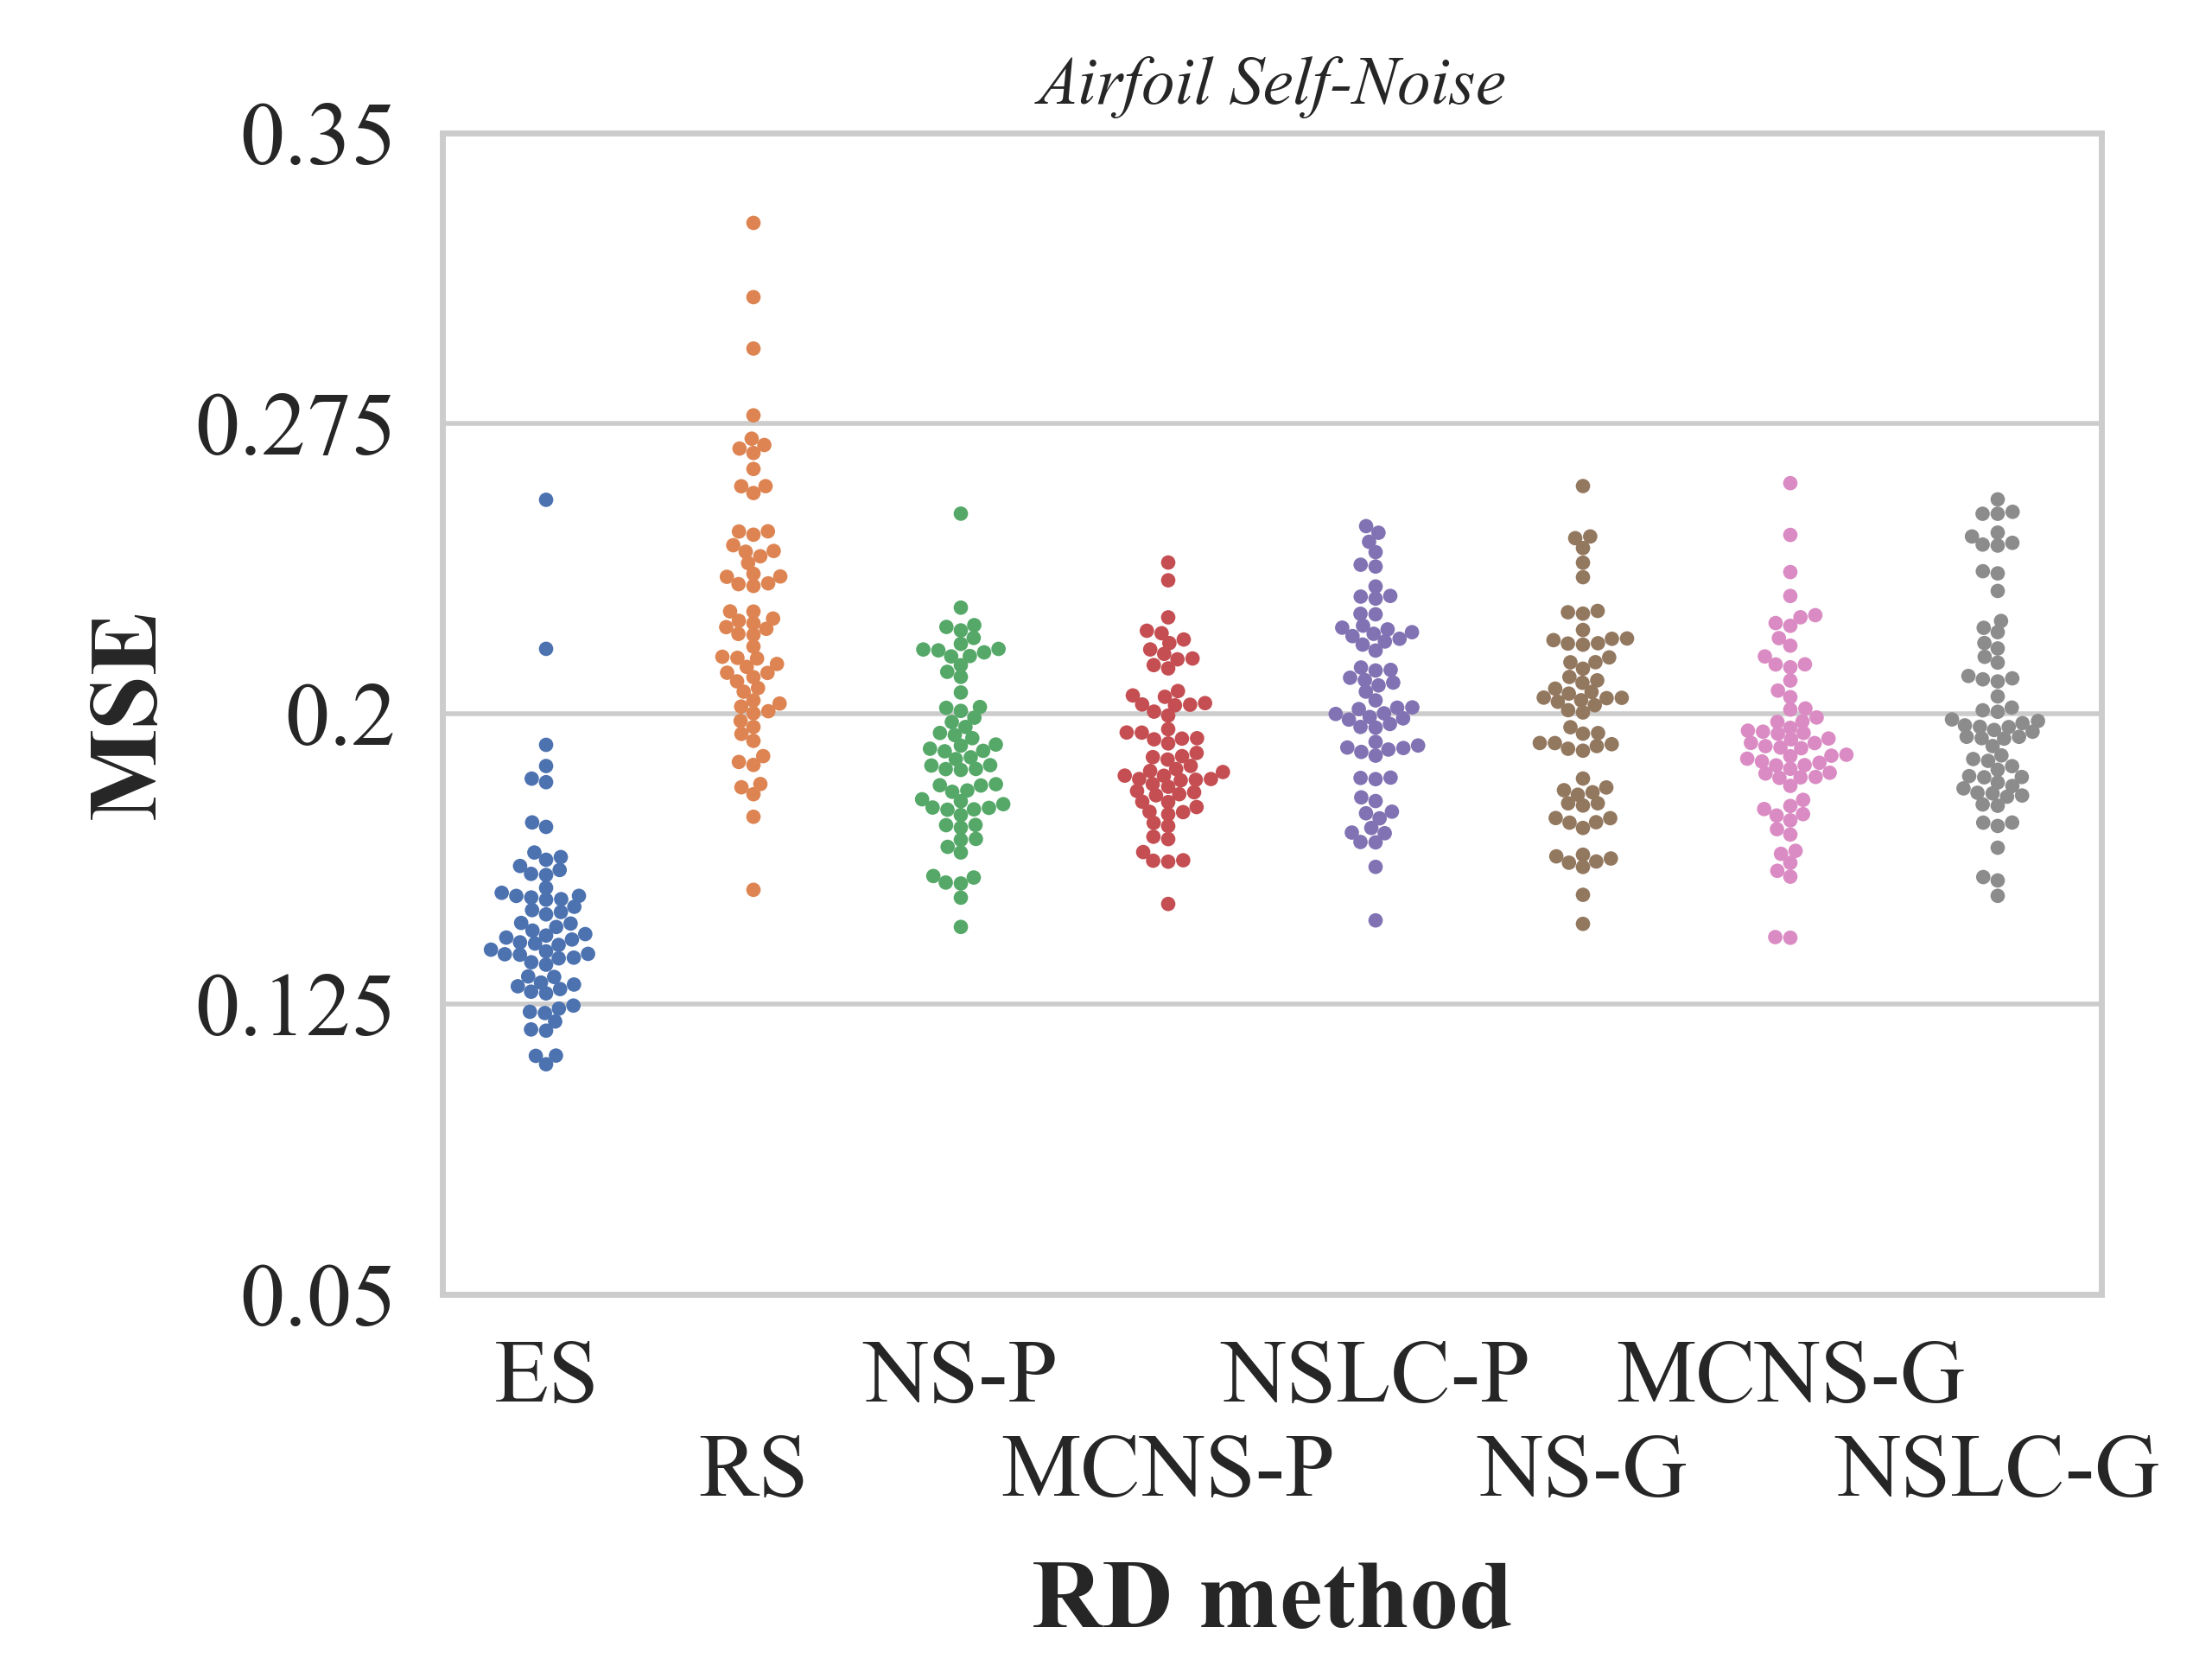 Airfoil Self-Noise
0.35
0.275
0.2
0.125
0.05
MSE
ES NS-P NSLC-P MCNS-G
RS MCNS-P NS-G NSLC-G
RD method